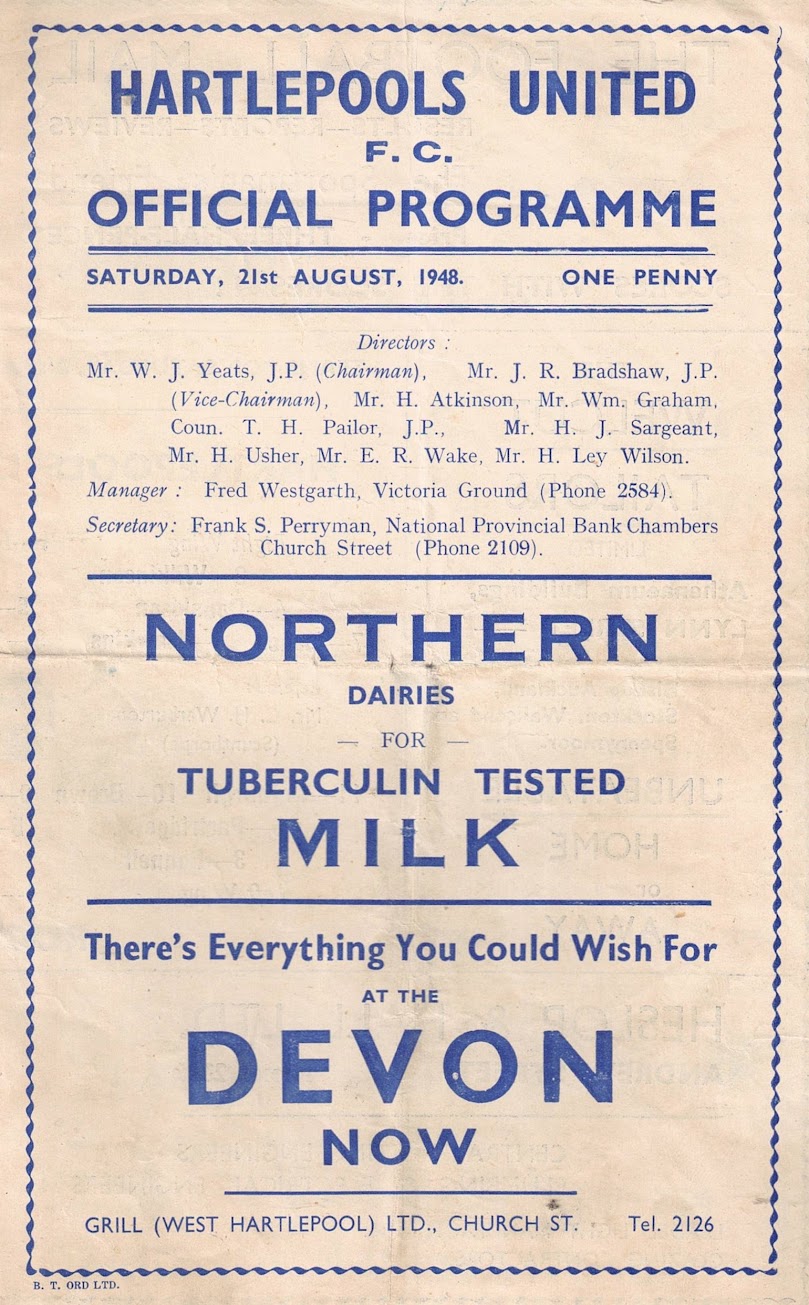 HARTLEPOOLS UNITED
F. C.
OFFICIAL PROGRAMME
SATURDAY, 21st AUGUST, 1948. ONE PENNY
Directors :
Mr. W. J. Yeats, J.P. (Chairman), Mr. J. R. Bradshaw, J.P.
(Vice-Chairman), Mr. H. Atkinson, Mr. Wm. Graham,
Coun. T. H. Pailor, J.P., Mr. H. J. Sargeant,
Mr. H. Usher, Mr. E. R. Wake, Mr. H. Ley Wilson.
Manager : Fred Westgarth, Victoria Ground (Phone 2584).
Secretary: Frank S. Perryman, National Provincial Bank Chambers
Church Street (Phone 2109).
NORTHERN
DAIRIES
— FOR —
TUBERCULIN TESTED
MILK
There's Everything You Could Wish For
AT THE
DEVON
NOW
GRILL (WEST HARTLEPOOL) LTD., CHURCH ST. Tel. 2126
B. T. ORD LTD.